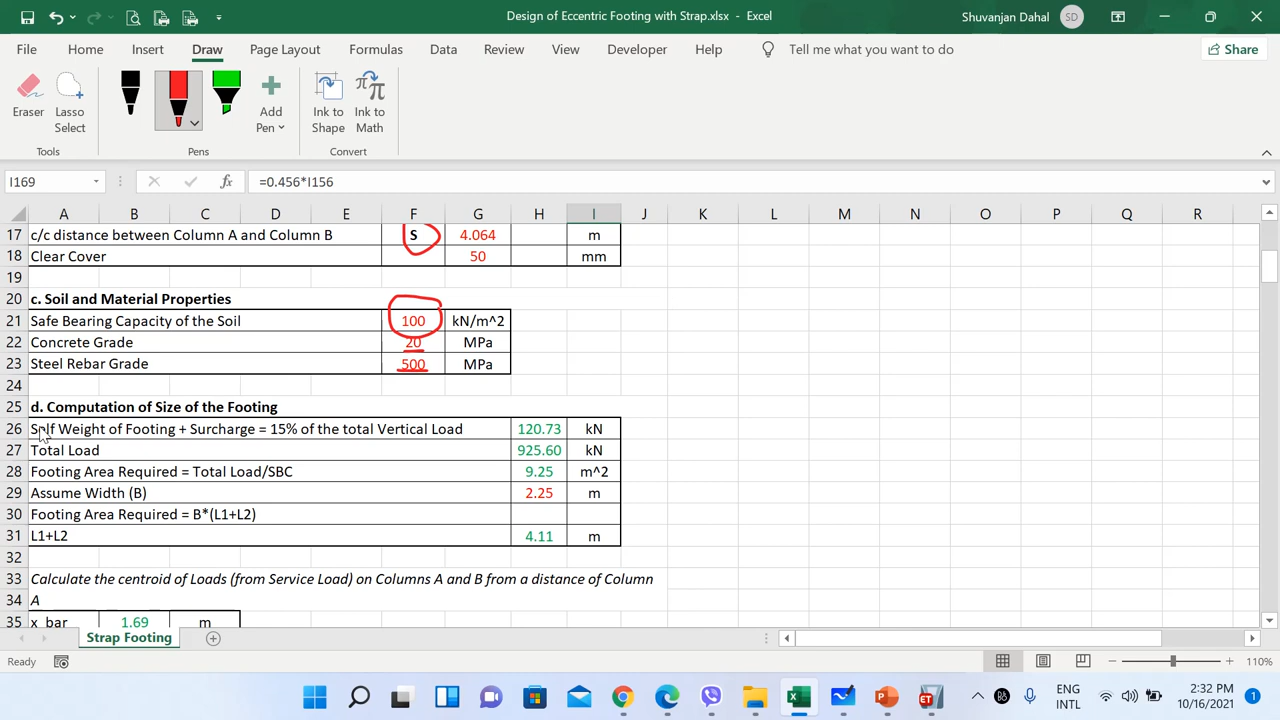 Design of Eccentric Footing with Strap.xlsx - Excel
Shuvanjan Dahal
SD
File Home Insert Draw Page Layout Formulas Data Review View Developer Help Tell me what you want to do Share
Eraser Lasso Select Add Pen Ink to Shape Ink to Math
Tools Pens Convert
I169 fx =0.456*I156
A B C D E F G H I J K L M N O P Q R
17 c/c distance between Column A and Column B S 4.064 m
18 Clear Cover 50 mm
19
20 c. Soil and Material Properties
21 Safe Bearing Capacity of the Soil 100 kN/m^2
22 Concrete Grade 20 MPa
23 Steel Rebar Grade 500 MPa
24
25 d. Computation of Size of the Footing
26 Self Weight of Footing + Surcharge = 15% of the total Vertical Load 120.73 kN
27 Total Load 925.60 kN
28 Footing Area Required = Total Load/SBC 9.25 m^2
29 Assume Width (B) 2.25 m
30 Footing Area Required = B*(L1+L2)
31 L1+L2 4.11 m
32
33 Calculate the centroid of Loads (from Service Load) on Columns A and B from a distance of Column
34 A
35 x_bar 1.69 m
Strap Footing
Ready 110%
ENG INTL 2:32 PM 10/16/2021 1